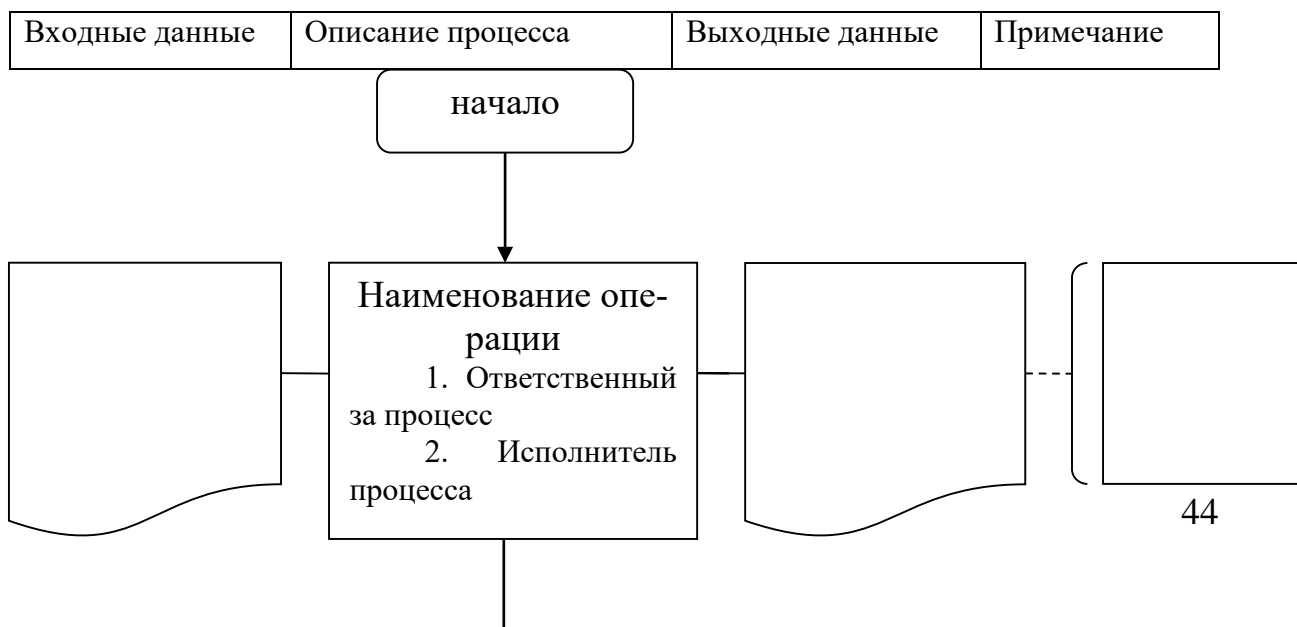 Входные данные Описание процесса Выходные данные Примечание
начало
Наименование опе-
рации
1. Ответственный
за процесс
2. Исполнитель
процесса
44